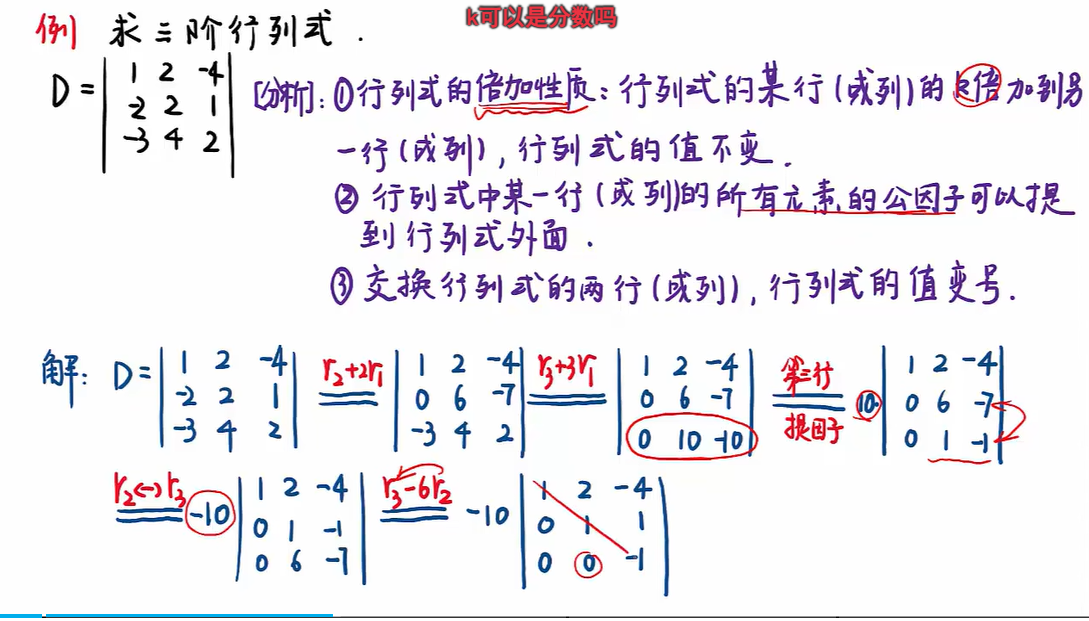 k可以是分数吗
例 求三阶行列式.
D = | 1 2 -4 |
| -2 2 1 |
| -3 4 2 |
[分析]: ①行列式的倍加性质: 行列式的某行(或列)的k倍加到另
一行(或列), 行列式的值不变.
② 行列式中某一行(或列)的所有元素的公因子可以提
到行列式外面.
③ 交换行列式的两行(或列), 行列式的值变号.
解: D = | 1 2 -4 | r₂+2r₁ | 1 2 -4 | r₃+3r₁ | 1 2 -4 | 第三行 | 1 2 -4 |
| -2 2 1 | | 0 6 -7 | | 0 6 -7 | 提因子 10· | 0 6 -7 |
| -3 4 2 | | -3 4 2 | | 0 10 -10 | | 0 1 -1 |
r₂↔r₃ | 1 2 -4 | r₃-6r₂ | 1 2 -4 |
-10 | 0 1 -1 | -10 | 0 1 1 |
| 0 6 -7 | | 0 0 -1 |